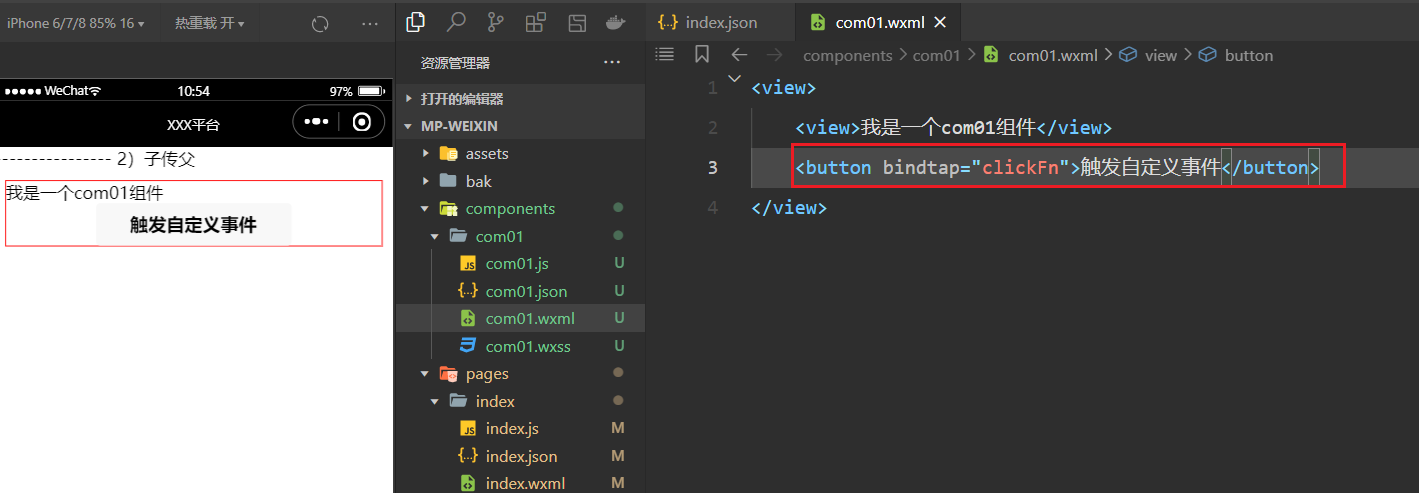 iPhone 6/7/8 85% 16
热重载 开
WeChat
10:54
97%
XXX平台
---------------- 2）子传父
我是一个com01组件
触发自定义事件
资源管理器
打开的编辑器
MP-WEIXIN
assets
bak
components
com01
com01.js U
com01.json U
com01.wxml U
com01.wxss U
pages
index
index.js M
index.json M
index.wxml M
index.json
com01.wxml
components > com01 > com01.wxml > view > button
1 <view>
2 <view>我是一个com01组件</view>
3 <button bindtap="clickFn">触发自定义事件</button>
4 </view>